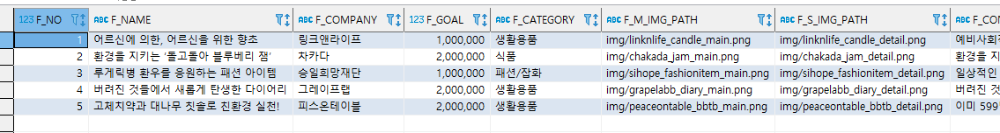 123 F_NO ABC F_NAME ABC F_COMPANY 123 F_GOAL ABC F_CATEGORY ABC F_M_IMG_PATH ABC F_S_IMG_PATH ABC F_CO
1 어르신에 의한, 어르신을 위한 향초 링크앤라이프 1,000,000 생활용품 img/linknlife_candle_main.png img/linknlife_candle_detail.png 예비사회
2 환경을 지키는 '돌고돌아 블루베리 잼' 차카다 2,000,000 식품 img/chakada_jam_main.png img/chakada_jam_detail.png 환경을 지
3 루게릭병 환우를 응원하는 패션 아이템 승일희망재단 1,000,000 패션/잡화 img/sihope_fashionitem_main.png img/sihope_fashionitem_detail.png 일상적인
4 버려진 것들에서 새롭게 탄생한 다이어리 그레이프랩 2,000,000 생활용품 img/grapelabb_diary_main.png img/grapelabb_diary_detail.png 버려진 것
5 고체치약과 대나무 칫솔로 친환경 실천! 피스온테이블 2,000,000 생활용품 img/peaceontable_bbtb_main.png img/peaceontable_bbtb_detail.png 이미 599